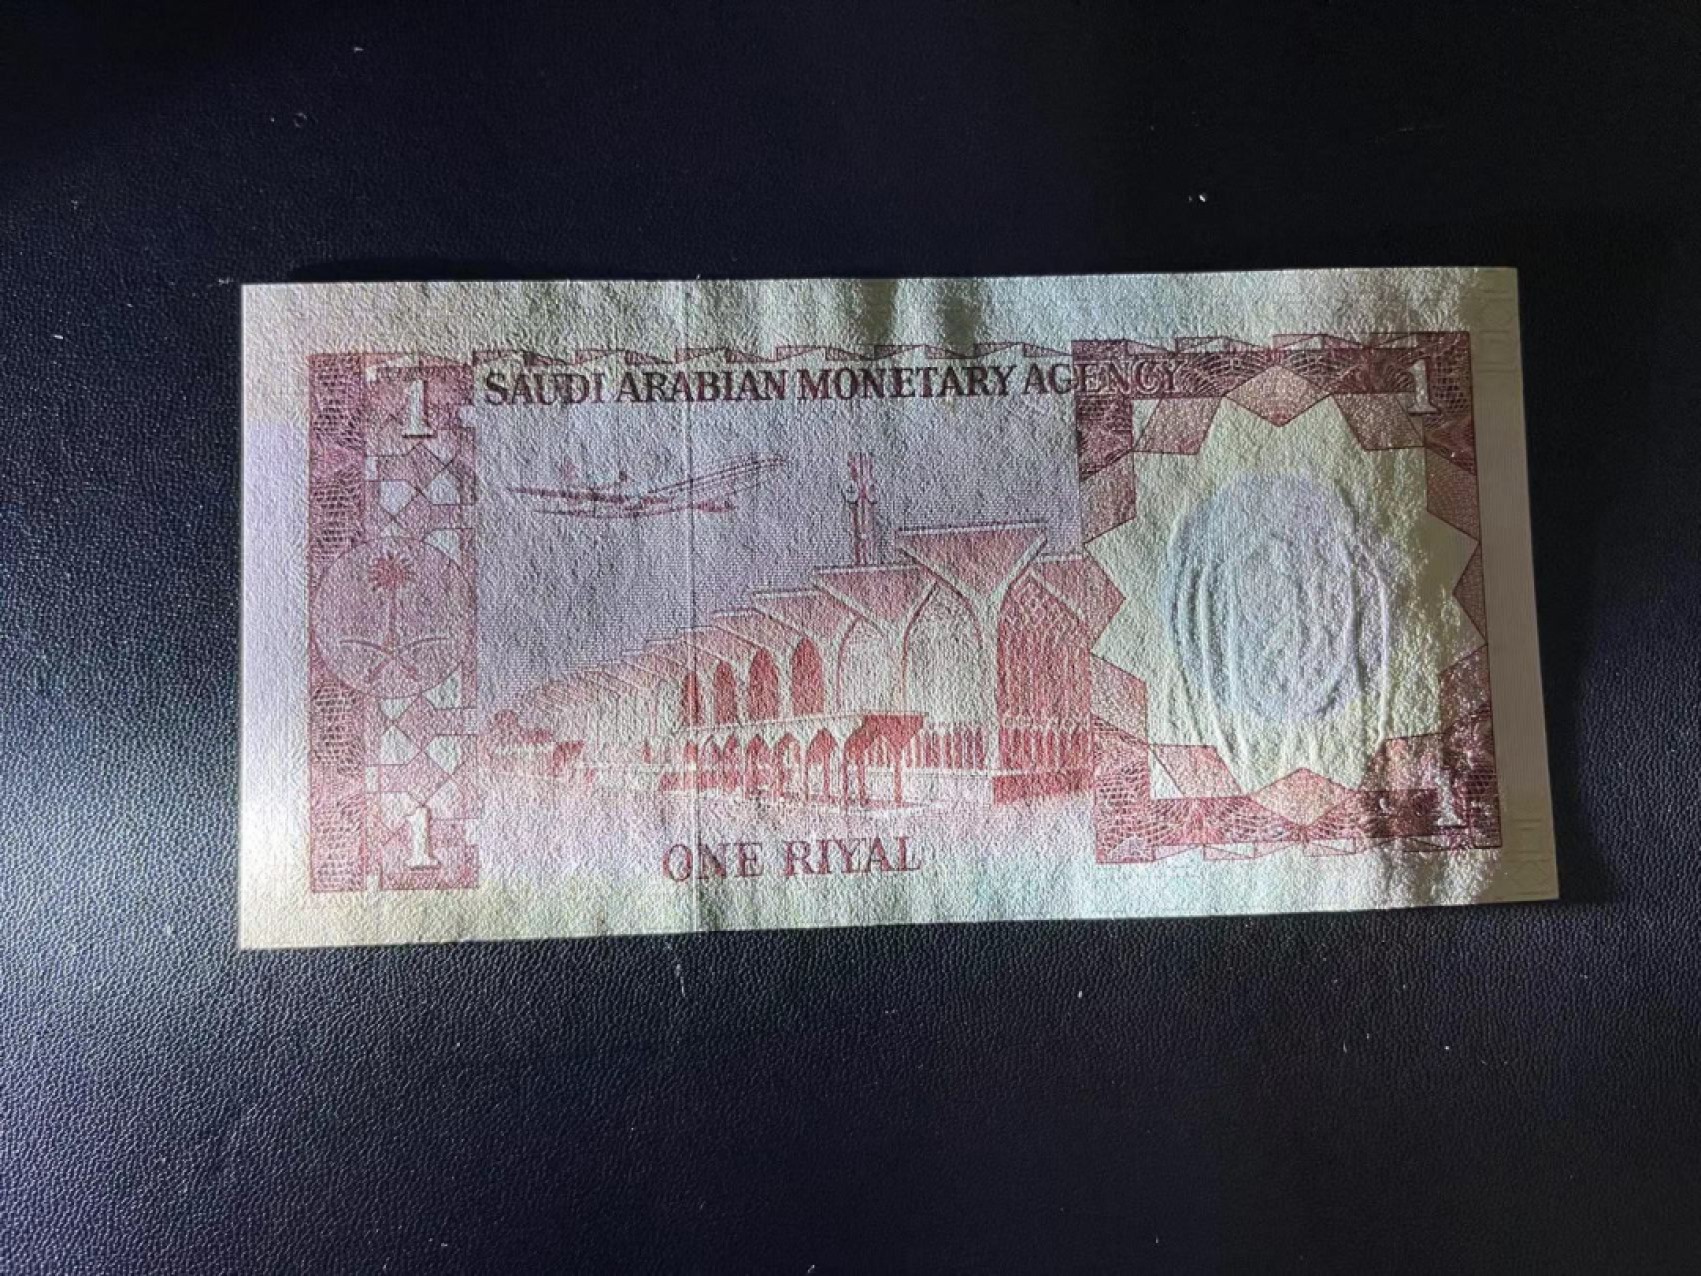 1 SAUDI ARABIAN MONETARY AGENCY 1
1 ONE RIYAL 1